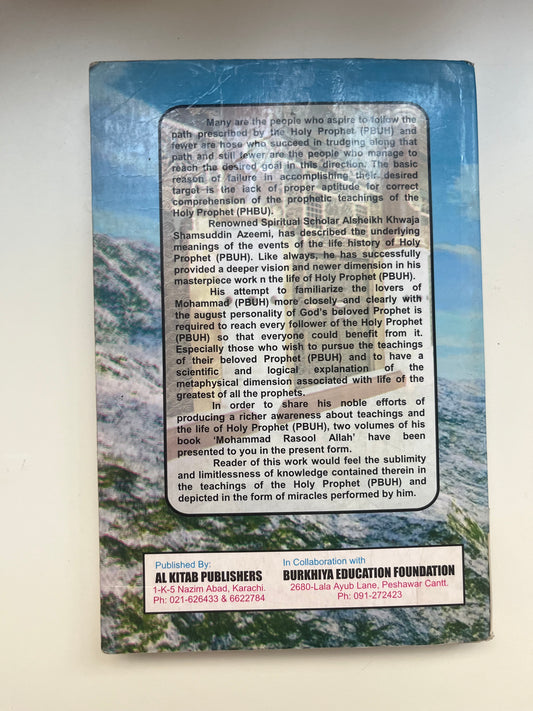 Many are the people who aspire to follow the
path prescribed by the Holy Prophet (PBUH) and
fewer are hose who succeed in trudging along that
path and still fewer are the people who manage to
reach the desired goal in this direction. The basic
reason of failure in accomplishing their desired
target is the lack of proper aptitude for correct
comprehension of the prophetic teachings of the
Holy Prophet (PHBU).
Renowned Spiritual Scholar Alsheikh Khwaja
Shamsuddin Azeemi, has described the underlying
meanings of the events of the life history of Holy
Prophet (PBUH). Like always, he has successfully
provided a deeper vision and newer dimension in his
masterpiece work n the life of Holy Prophet (PBUH).
His attempt to familiarize the lovers of
Mohammad (PBUH) more closely and clearly with
the august personality of God's beloved Prophet is
required to reach every follower of the Holy Prophet
(PBUH) so that everyone could benefit from it.
Especially those who wish to pursue the teachings
of their beloved Prophet (PBUH) and to have a
scientific and logical explanation of the
metaphysical dimension associated with life of the
greatest of all the prophets.
In order to share his noble efforts of
producing a richer awareness about teachings and
the life of Holy Prophet (PBUH), two volumes of his
book 'Mohammad Rasool Allah' have been
presented to you in the present form.
Reader of this work would feel the sublimity
and limitlessness of knowledge contained therein in
the teachings of the Holy Prophet (PBUH) and
depicted in the form of miracles performed by him.
Published By:
AL KITAB PUBLISHERS
1-K-5 Nazim Abad, Karachi.
Ph: 021-626433 & 6622784
In Collaboration with
BURKHIYA EDUCATION FOUNDATION
2680-Lala Ayub Lane, Peshawar Cantt.
Ph: 091-272423